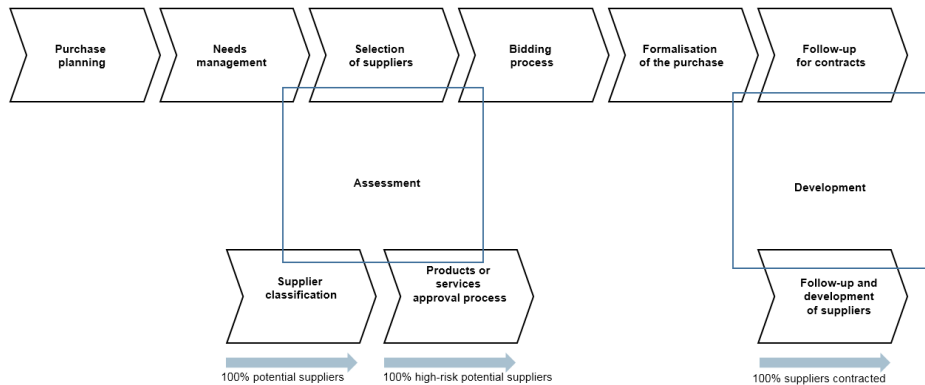 Purchase
planning
Needs
management
Selection
of suppliers
Bidding
process
Formalisation
of the purchase
Follow-up
for contracts
Assessment
Development
Supplier
classification
Products or
services
approval process
Follow-up and
development
of suppliers
100% potential suppliers
100% high-risk potential suppliers
100% suppliers contracted